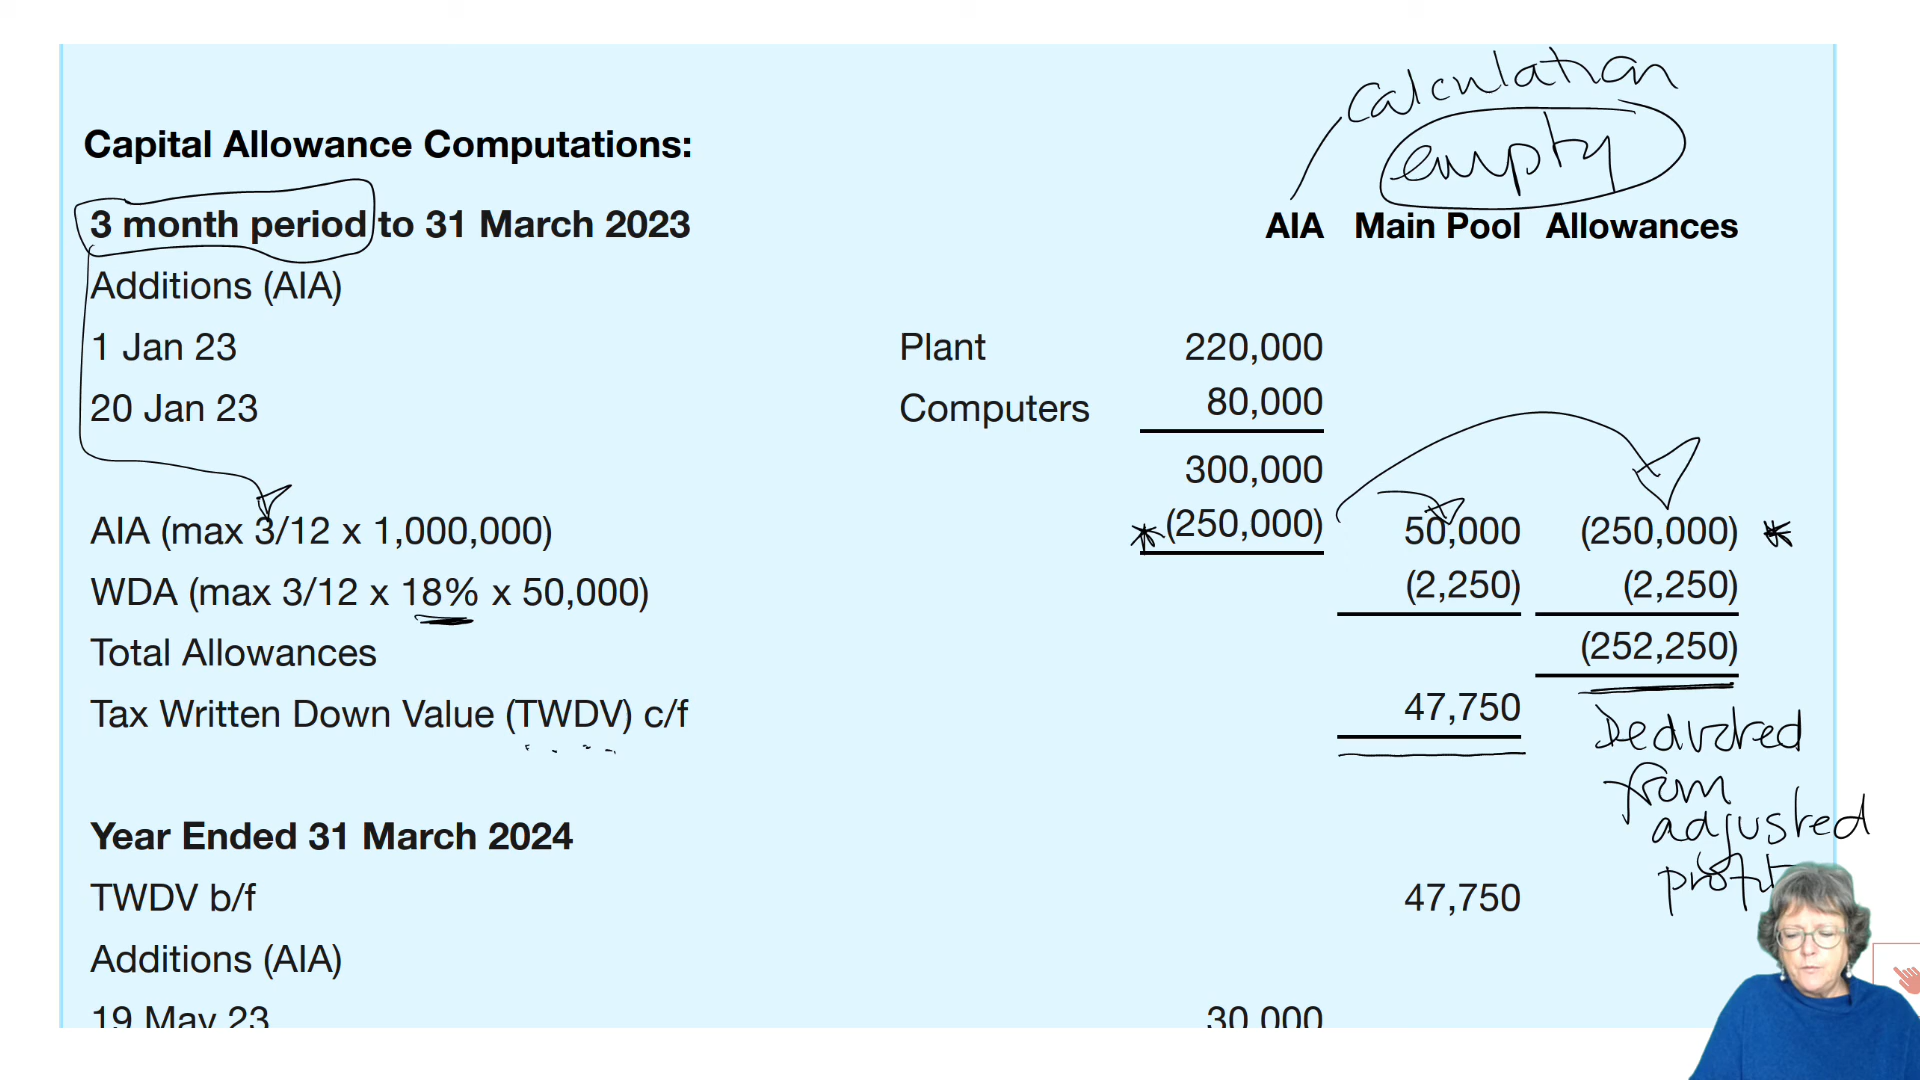 calculation
empty
Capital Allowance Computations:
3 month period to 31 March 2023 AIA Main Pool Allowances
Additions (AIA)
1 Jan 23 Plant 220,000
20 Jan 23 Computers 80,000
300,000
AIA (max 3/12 x 1,000,000) * (250,000) 50,000 (250,000) *
WDA (max 3/12 x 18% x 50,000) (2,250) (2,250)
Total Allowances (252,250)
Tax Written Down Value (TWDV) c/f 47,750
Deducted
from
adjusted
profit
Year Ended 31 March 2024
TWDV b/f 47,750
Additions (AIA)
19 May 23 30,000